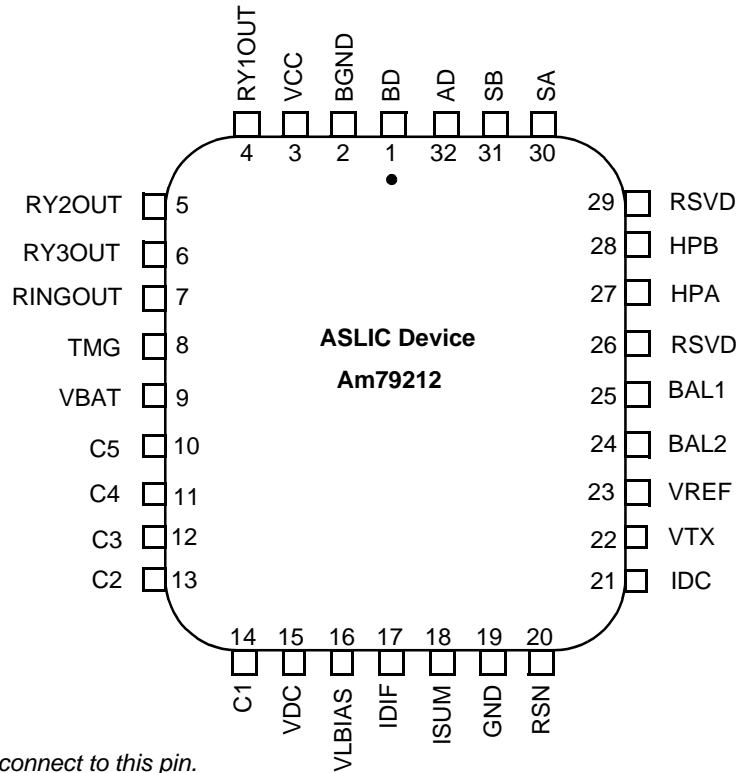 RY1OUT VCC BGND BD AD SB SA
4 3 2 1 32 31 30
RY2OUT 5
RY3OUT 6
RINGOUT 7
TMG 8
VBAT 9
C5 10
C4 11
C3 12
C2 13
ASLIC Device
Am79212
29 RSVD
28 HPB
27 HPA
26 RSVD
25 BAL1
24 BAL2
23 VREF
22 VTX
21 IDC
14 15 16 17 18 19 20
C1 VDC VLBIAS IDIF ISUM GND RSN
connect to this pin.